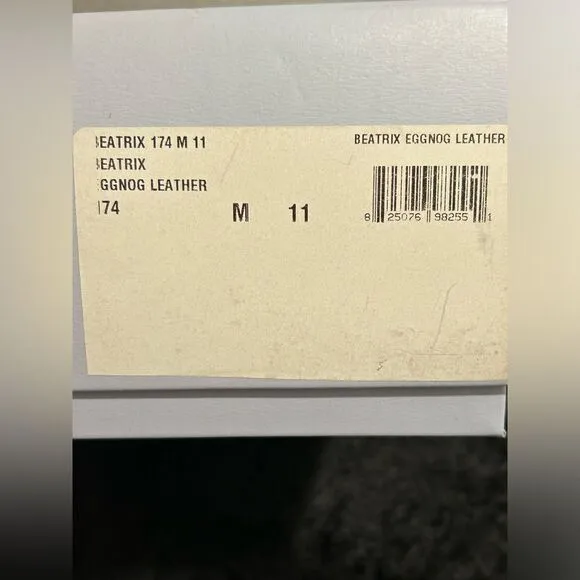 BEATRIX 174 M 11
BEATRIX
EGGNOG LEATHER
174
M 11
BEATRIX EGGNOG LEATHER
8 25076 98255 1